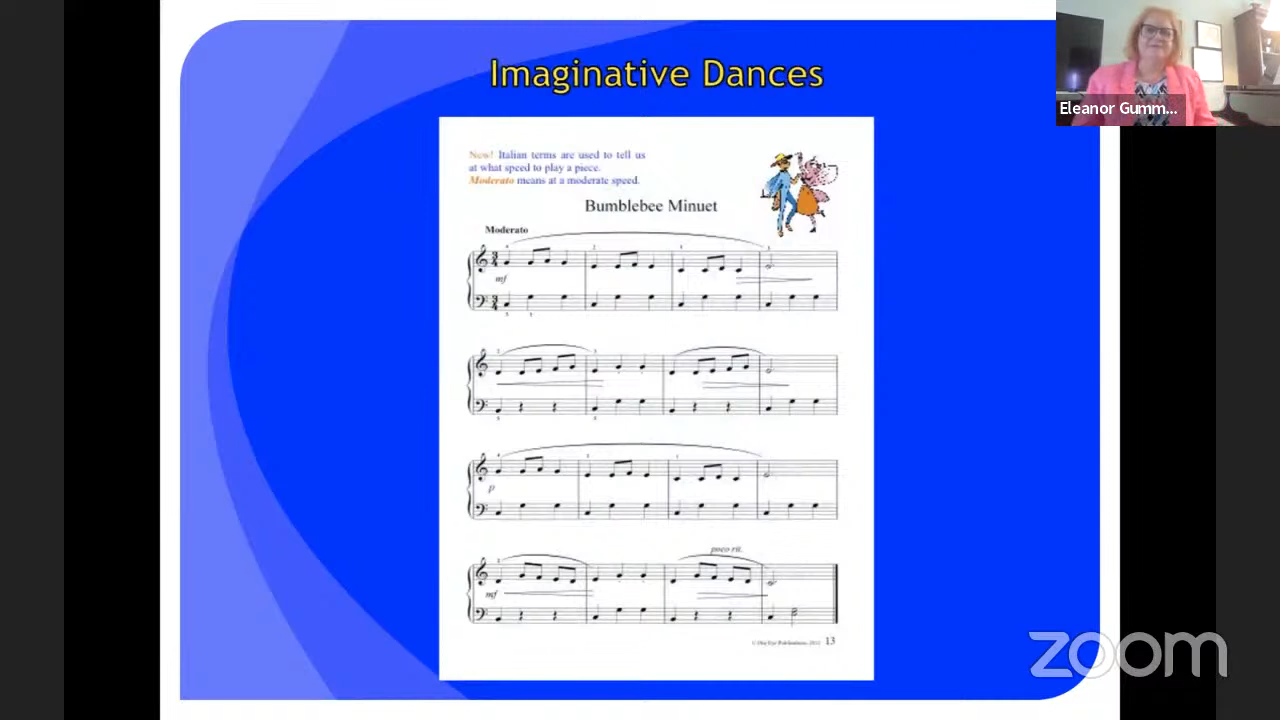 Imaginative Dances
Eleanor Gumm...
New! Italian terms are used to tell us
at what speed to play a piece.
Moderato means at a moderate speed.
Bumblebee Minuet
Moderato
mf
p
poco rit.
mf
13
zoom